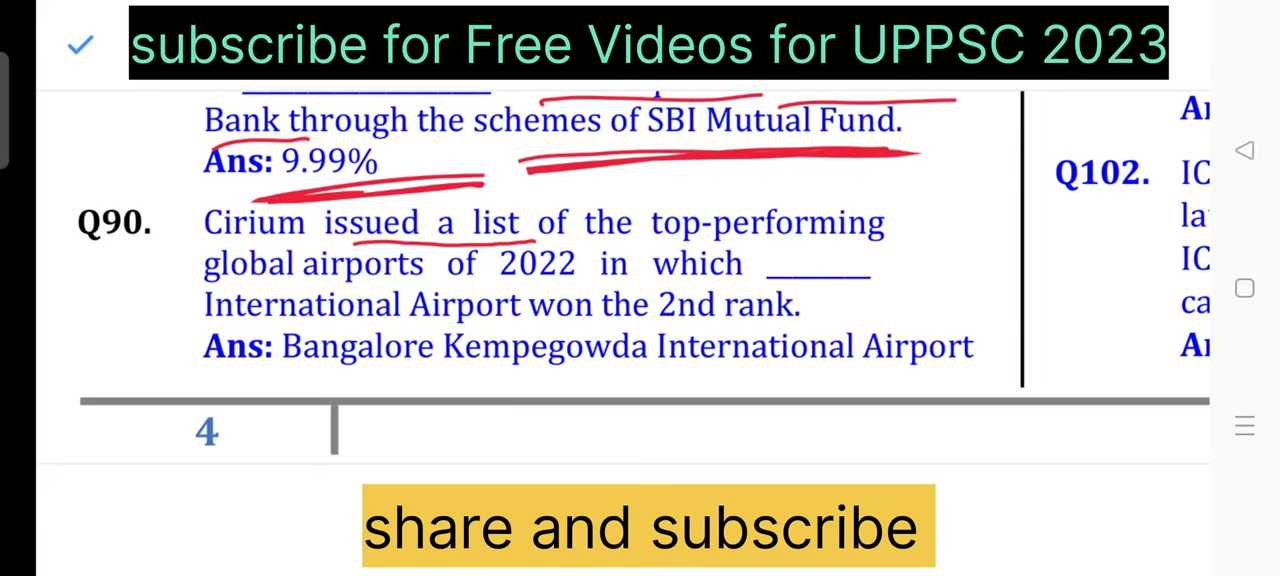 subscribe for Free Videos for UPPSC 2023
Bank through the schemes of SBI Mutual Fund.
Ans: 9.99%
Q90. Cirium issued a list of the top-performing
global airports of 2022 in which ________
International Airport won the 2nd rank.
Ans: Bangalore Kempegowda International Airport
4
Q102.
share and subscribe